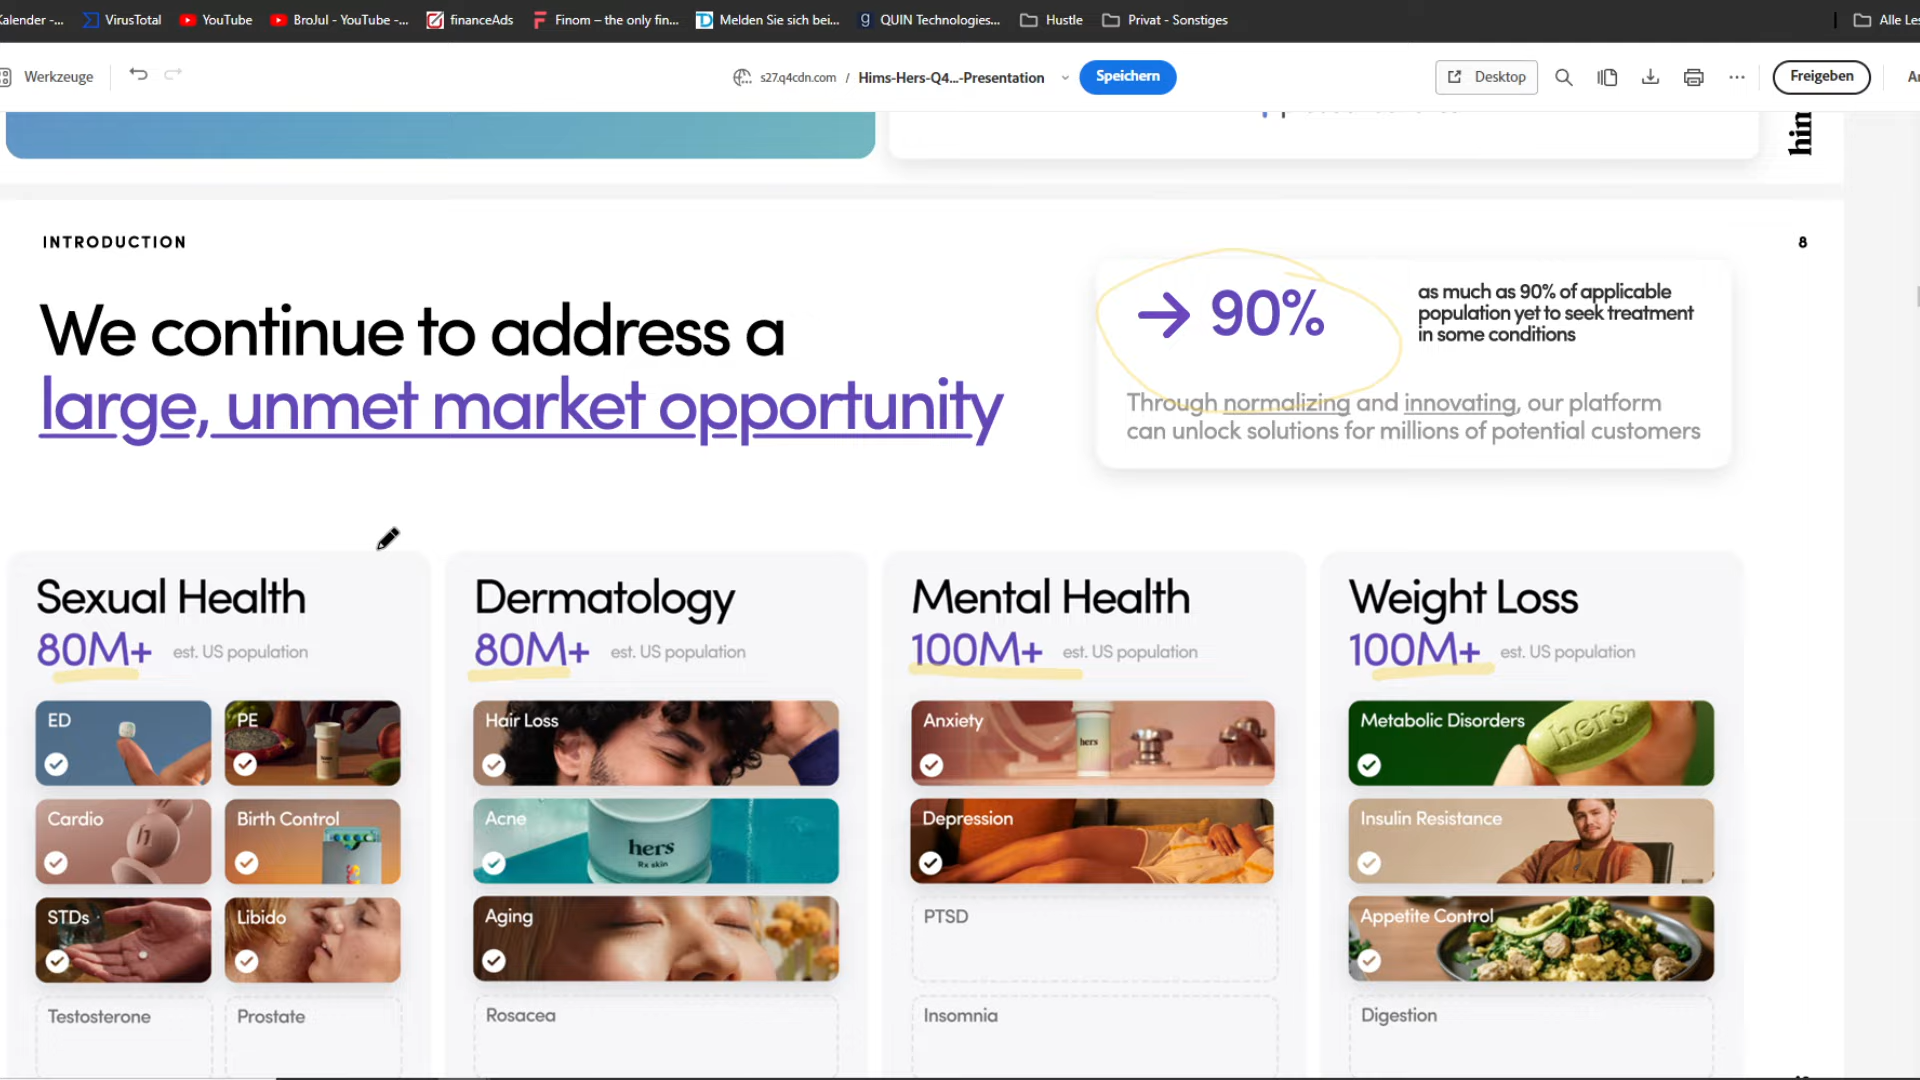 Kalender -...
VirusTotal
YouTube
BroJul - YouTube -...
financeAds
Finom – the only fin...
Melden Sie sich bei...
QUIN Technologies...
Hustle
Privat - Sonstiges
Alle Les
Werkzeuge
s27.q4cdn.com / Hims-Hers-Q4...-Presentation
Speichern
Desktop
Freigeben
An
him
INTRODUCTION
8
We continue to address a
large, unmet market opportunity
→ 90%
as much as 90% of applicable
population yet to seek treatment
in some conditions
Through normalizing and innovating, our platform
can unlock solutions for millions of potential customers
Sexual Health
80M+ est. US population
ED
PE
Cardio
h
Birth Control
STDs
Libido
Testosterone
Prostate
Dermatology
80M+ est. US population
Hair Loss
Acne
hers
Rx skin
Aging
Rosacea
Mental Health
100M+ est. US population
Anxiety
hers
Depression
PTSD
Insomnia
Weight Loss
100M+ est. US population
Metabolic Disorders
hers
Insulin Resistance
Appetite Control
Digestion